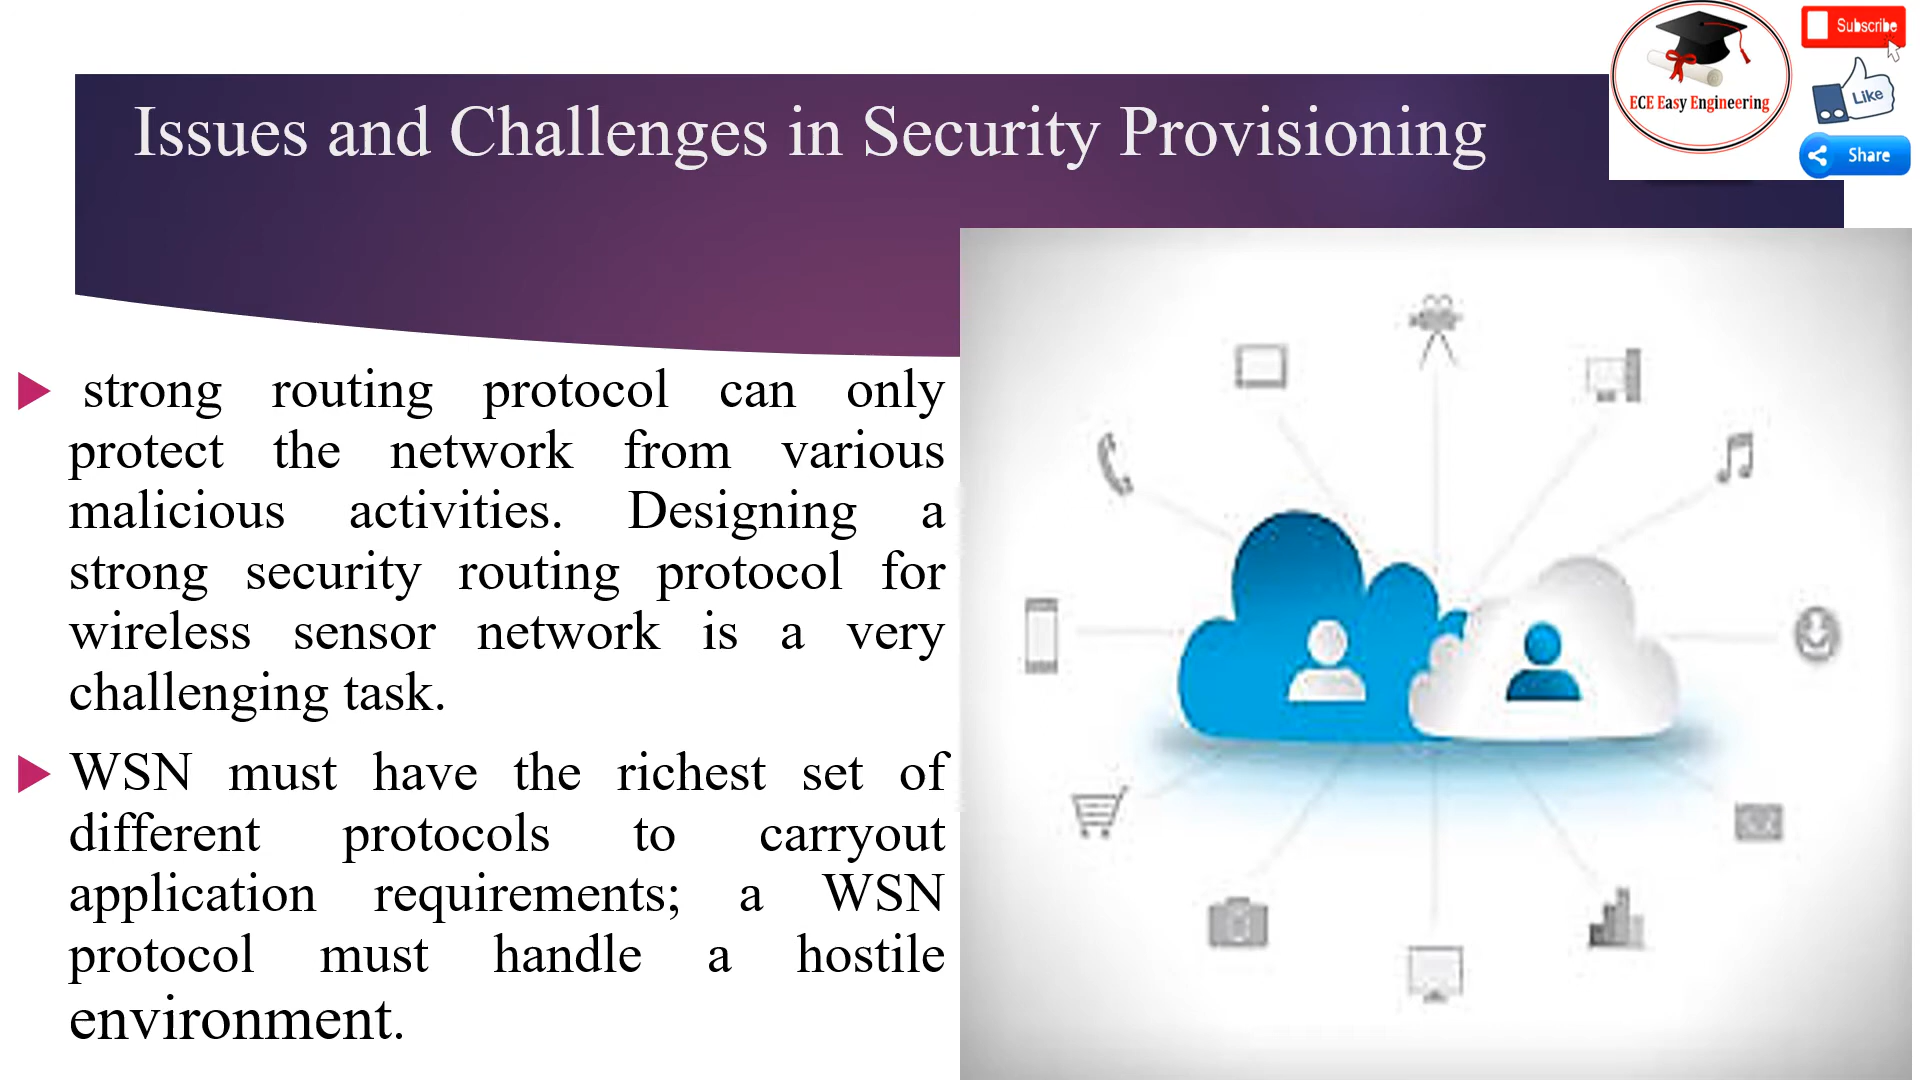 Issues and Challenges in Security Provisioning
ECE Easy Engineering
Subscribe
Like
Share
strong routing protocol can only
protect the network from various
malicious activities. Designing a
strong security routing protocol for
wireless sensor network is a very
challenging task.
WSN must have the richest set of
different protocols to carryout
application requirements; a WSN
protocol must handle a hostile
environment.